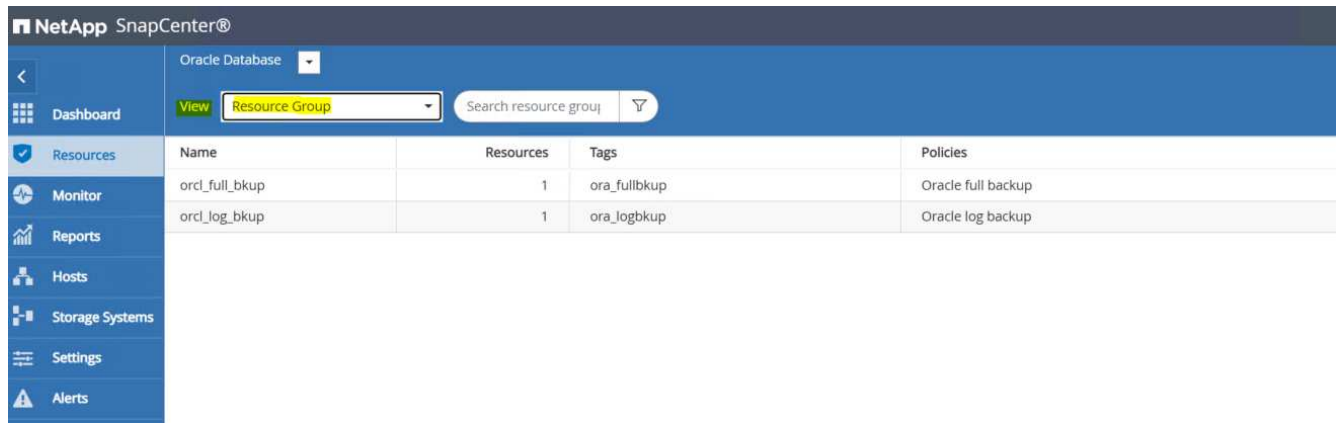 NetApp SnapCenter®
Oracle Database
View Resource Group Search resource grou
Dashboard
Resources
Monitor
Reports
Hosts
Storage Systems
Settings
Alerts
Name Resources Tags Policies
orcl_full_bkup 1 ora_fullbkup Oracle full backup
orcl_log_bkup 1 ora_logbkup Oracle log backup